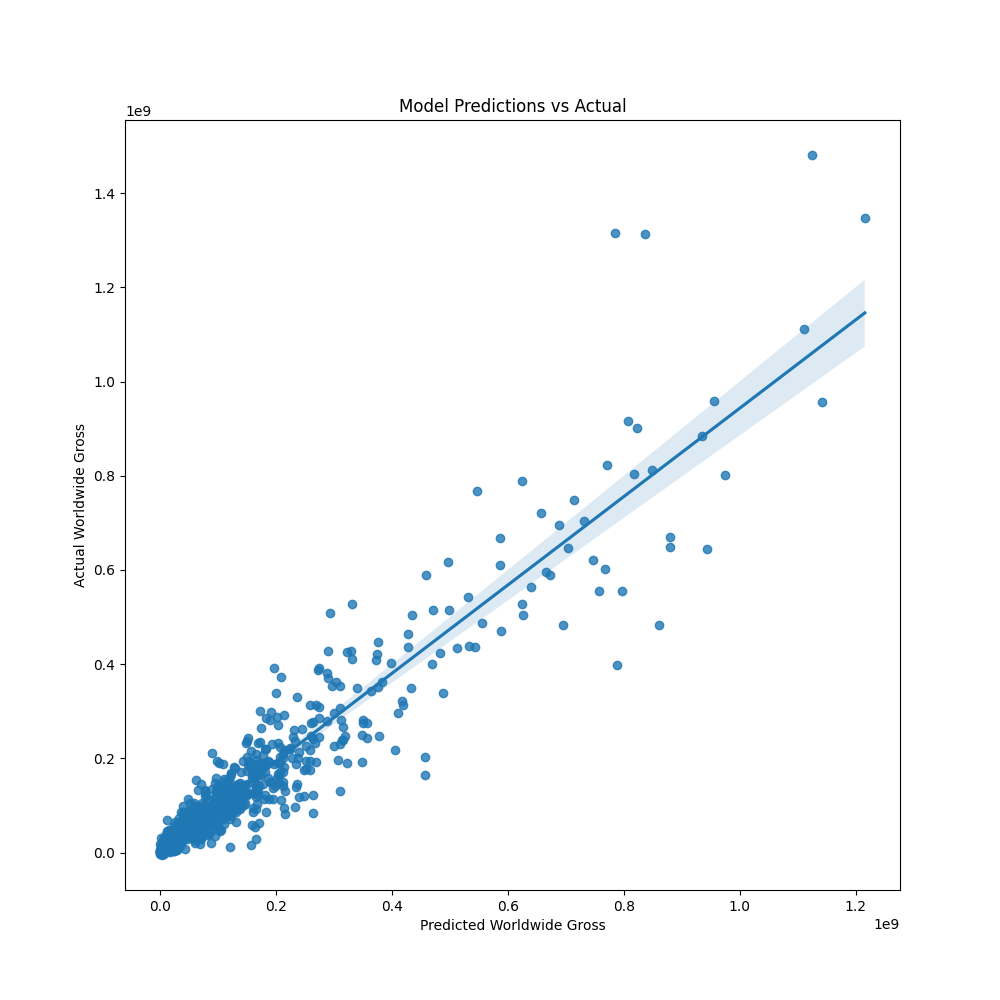 Model Predictions vs Actual
1e9
1.4
1.2
1.0
0.8
0.6
0.4
0.2
0.0
Actual Worldwide Gross
0.0 0.2 0.4 0.6 0.8 1.0 1.2
Predicted Worldwide Gross
1e9